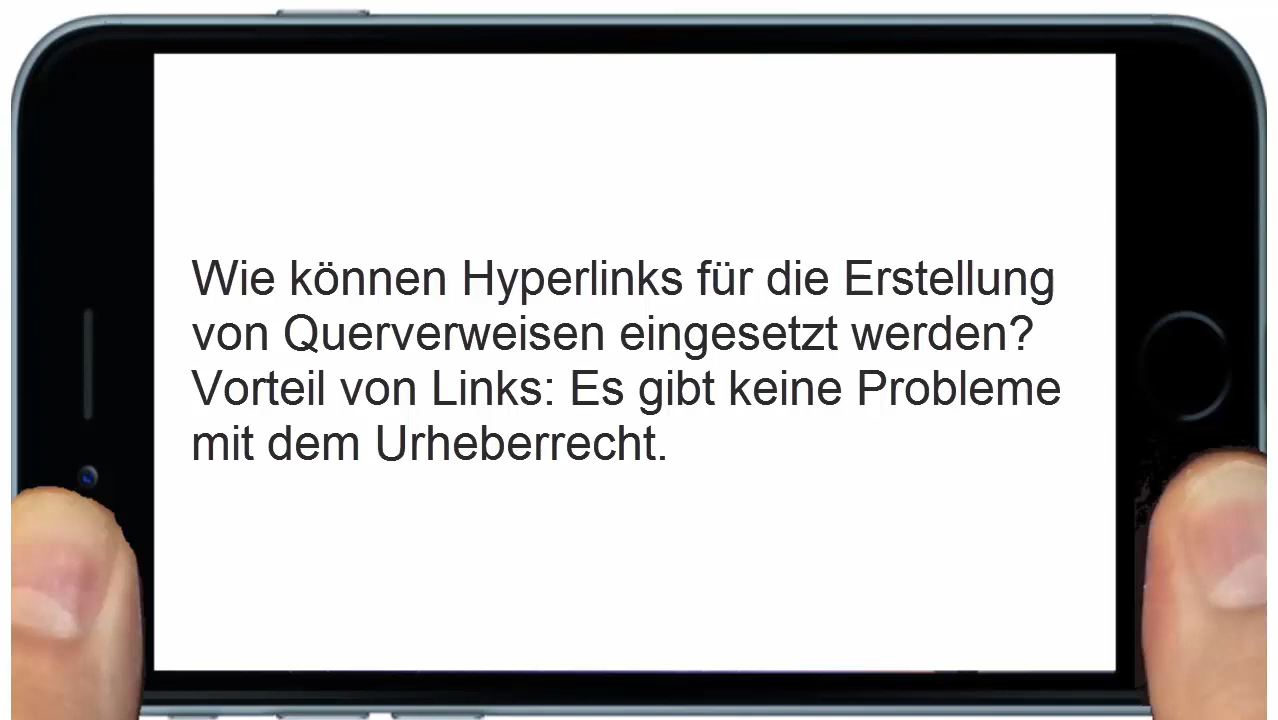 Wie können Hyperlinks für die Erstellung
von Querverweisen eingesetzt werden?
Vorteil von Links: Es gibt keine Probleme
mit dem Urheberrecht.